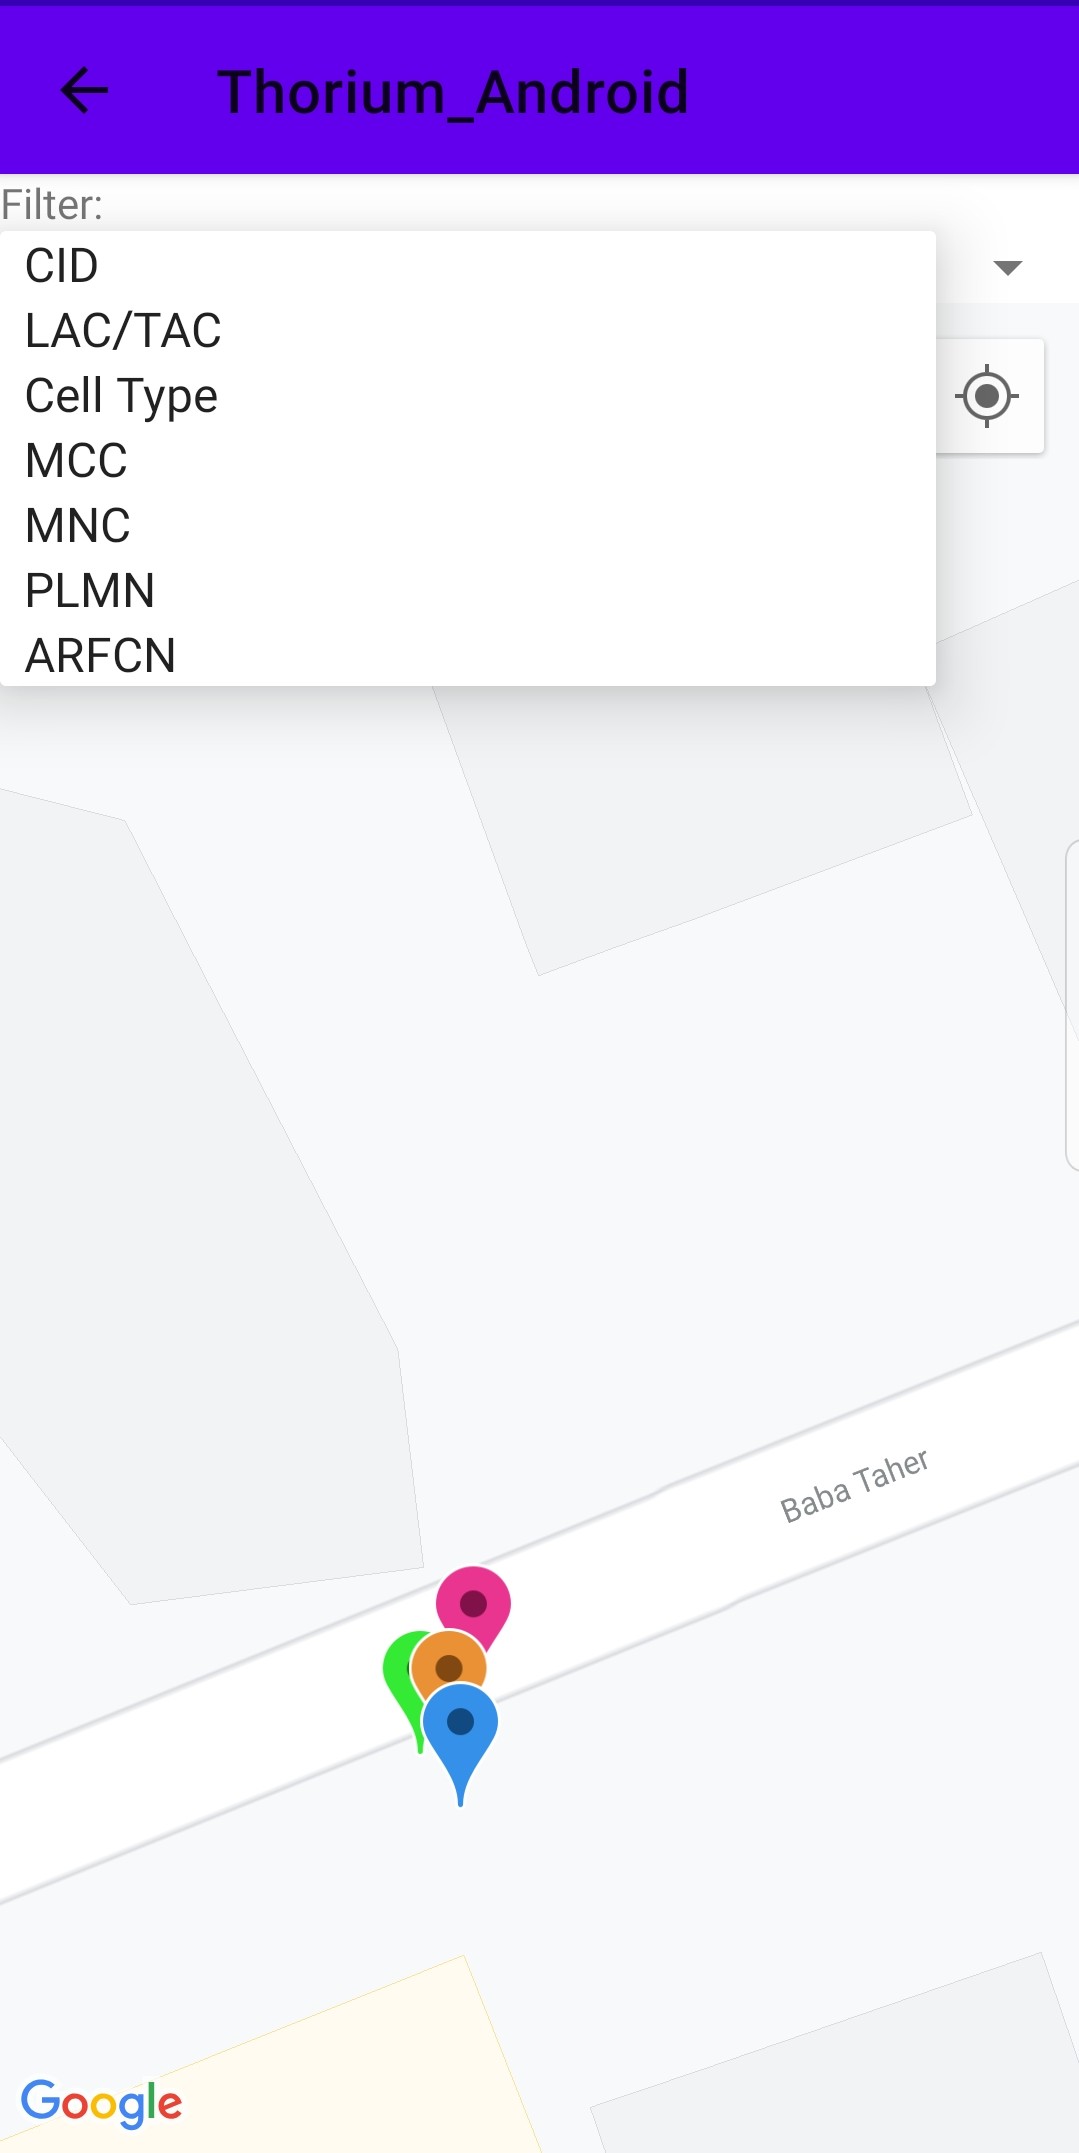 Thorium_Android
Filter:
CID
LAC/TAC
Cell Type
MCC
MNC
PLMN
ARFCN
Baba Taher
Google